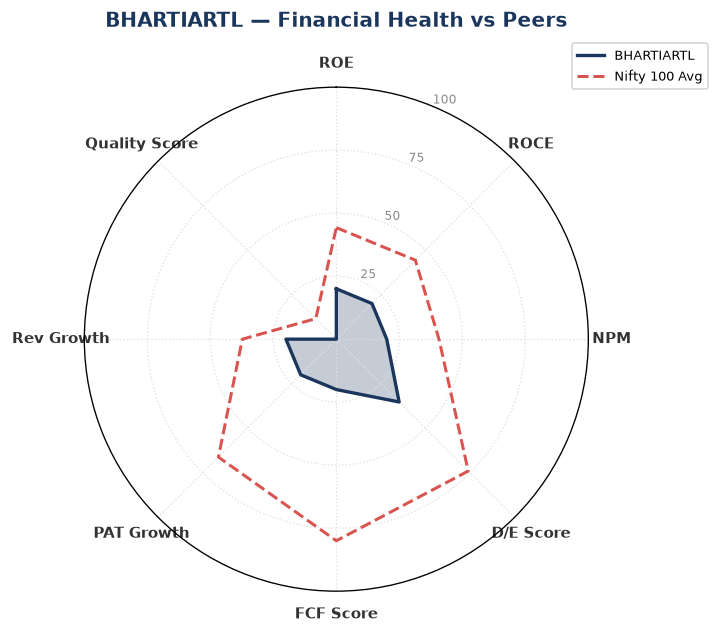 BHARTIARTL — Financial Health vs Peers
BHARTIARTL
Nifty 100 Avg
ROE
ROCE
NPM
D/E Score
FCF Score
PAT Growth
Rev Growth
Quality Score
25
50
75
100